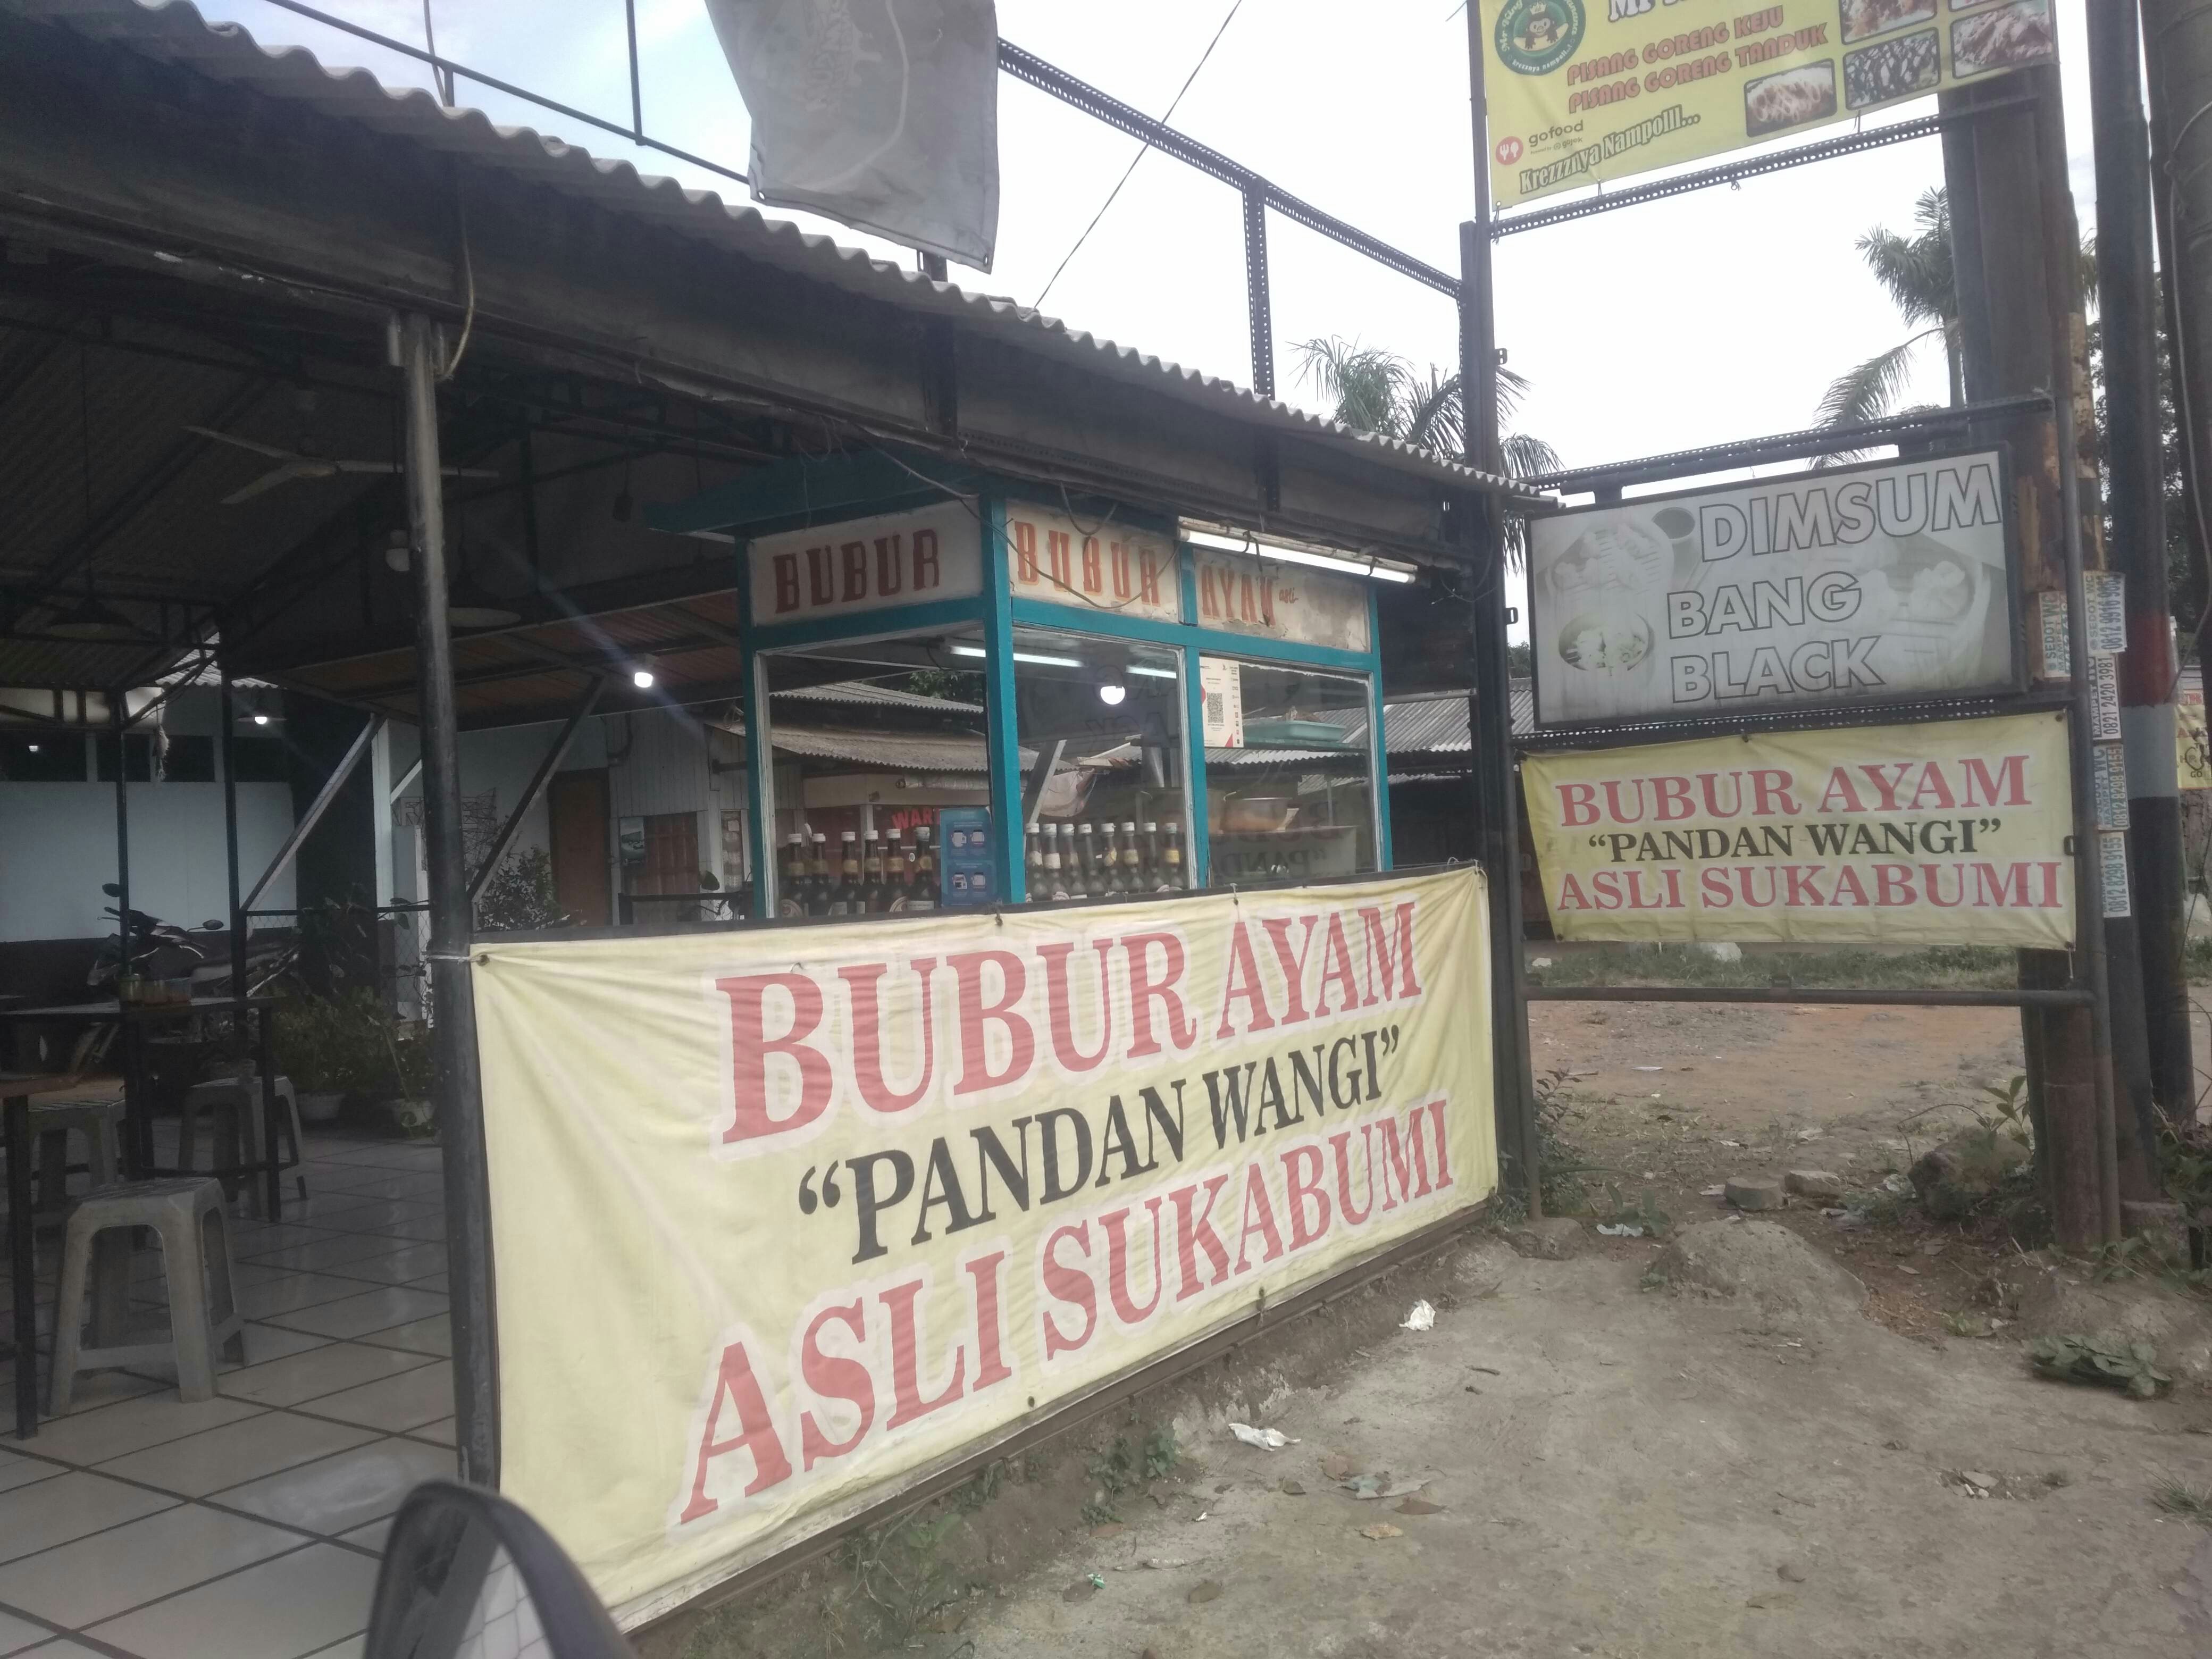 PISANG GORENG KEJU
PISANG GORENG TANDUK
gofood
Krezzznya Nampolll...
DIMSUM
BANG
BLACK
BUBUR AYAM
“PANDAN WANGI”
ASLI SUKABUMI
BUBUR
BUBUR AYAM
BUBUR AYAM
“PANDAN WANGI”
ASLI SUKABUMI